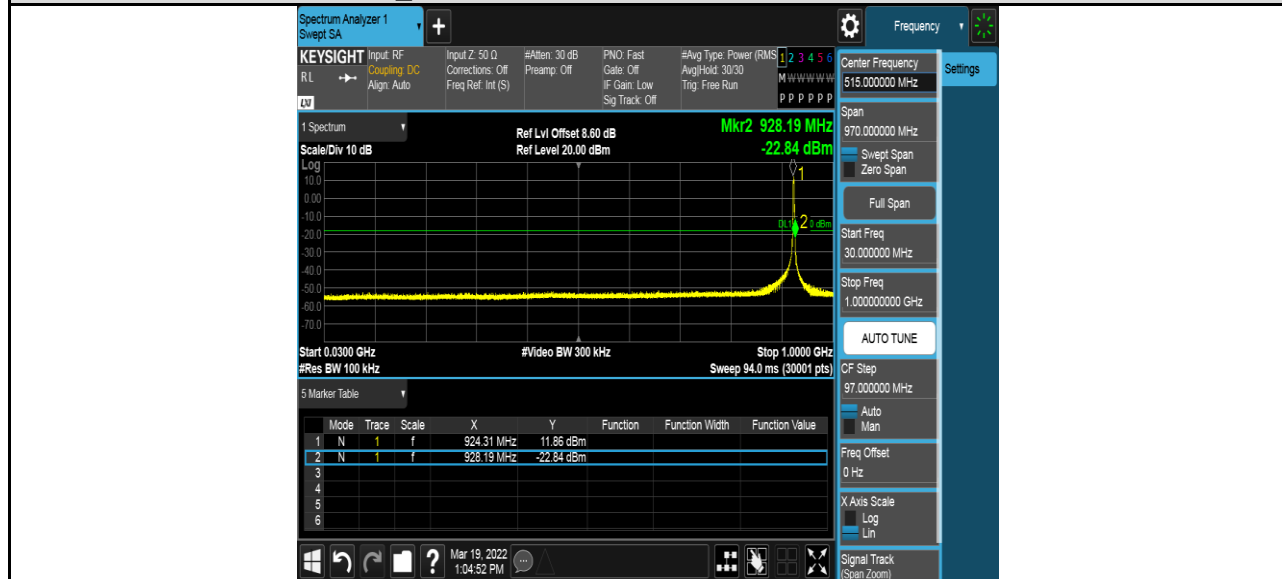 Spectrum Analyzer 1
Swept SA
+
Frequency
KEYSIGHT
RL
LXI
Input: RF
Coupling: DC
Align: Auto
Input Z: 50 Ω
Corrections: Off
Freq Ref: Int (S)
#Atten: 30 dB
Preamp: Off
PNO: Fast
Gate: Off
IF Gain: Low
Sig Track: Off
#Avg Type: Power (RMS
Avg|Hold: 30/30
Trig: Free Run
1 2 3 4 5 6
M W W W W W
P P P P P P
1 Spectrum
Scale/Div 10 dB
Ref Lvl Offset 8.60 dB
Ref Level 20.00 dBm
Mkr2 928.19 MHz
-22.84 dBm
Log
10.0
0.00
-10.0
-20.0
-30.0
-40.0
-50.0
-60.0
-70.0
1
2
0 dBm
Start 0.0300 GHz
#Video BW 300 kHz
Stop 1.0000 GHz
#Res BW 100 kHz
Sweep 94.0 ms (30001 pts)
5 Marker Table
Mode Trace Scale X Y Function Function Width Function Value
1 N 1 f 924.31 MHz 11.86 dBm
2 N 1 f 928.19 MHz -22.84 dBm
3
4
5
6
?
Mar 19, 2022
1:04:52 PM
Center Frequency
515.000000 MHz
Settings
Span
970.000000 MHz
Swept Span
Zero Span
Full Span
Start Freq
30.000000 MHz
Stop Freq
1.000000000 GHz
AUTO TUNE
CF Step
97.000000 MHz
Auto
Man
Freq Offset
0 Hz
X Axis Scale
Log
Lin
Signal Track
(Span Zoom)